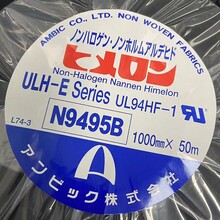 AMBIC CO., LTD. NON WOVEN FABRICS
ノンハロゲン・ノンホルムアルデヒド
ヒメロン
Non-Halogen Nannen Himelon
ULH-E Series UL94HF-1
N9495B
L74-3
1000mm× 50m
アンビック株式会社